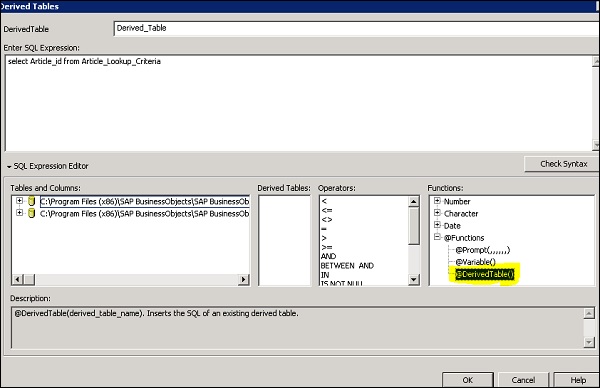 Derived Tables
DerivedTable
Derived_Table
Enter SQL Expression:
select Article_id from Article_Lookup_Criteria
SQL Expression Editor
Check Syntax
Tables and Columns:
Derived Tables:
Operators:
Functions:
C:\Program Files (x86)\SAP BusinessObjects\SAP BusinessOb
C:\Program Files (x86)\SAP BusinessObjects\SAP BusinessOb
<
<=
<>
=
>
>=
AND
BETWEEN AND
IN
IS NOT NULL
Number
Character
Date
@Functions
@Prompt(,,,,,,)
@Variable()
@DerivedTable()
Description:
@DerivedTable(derived_table_name). Inserts the SQL of an existing derived table.
OK
Cancel
Help